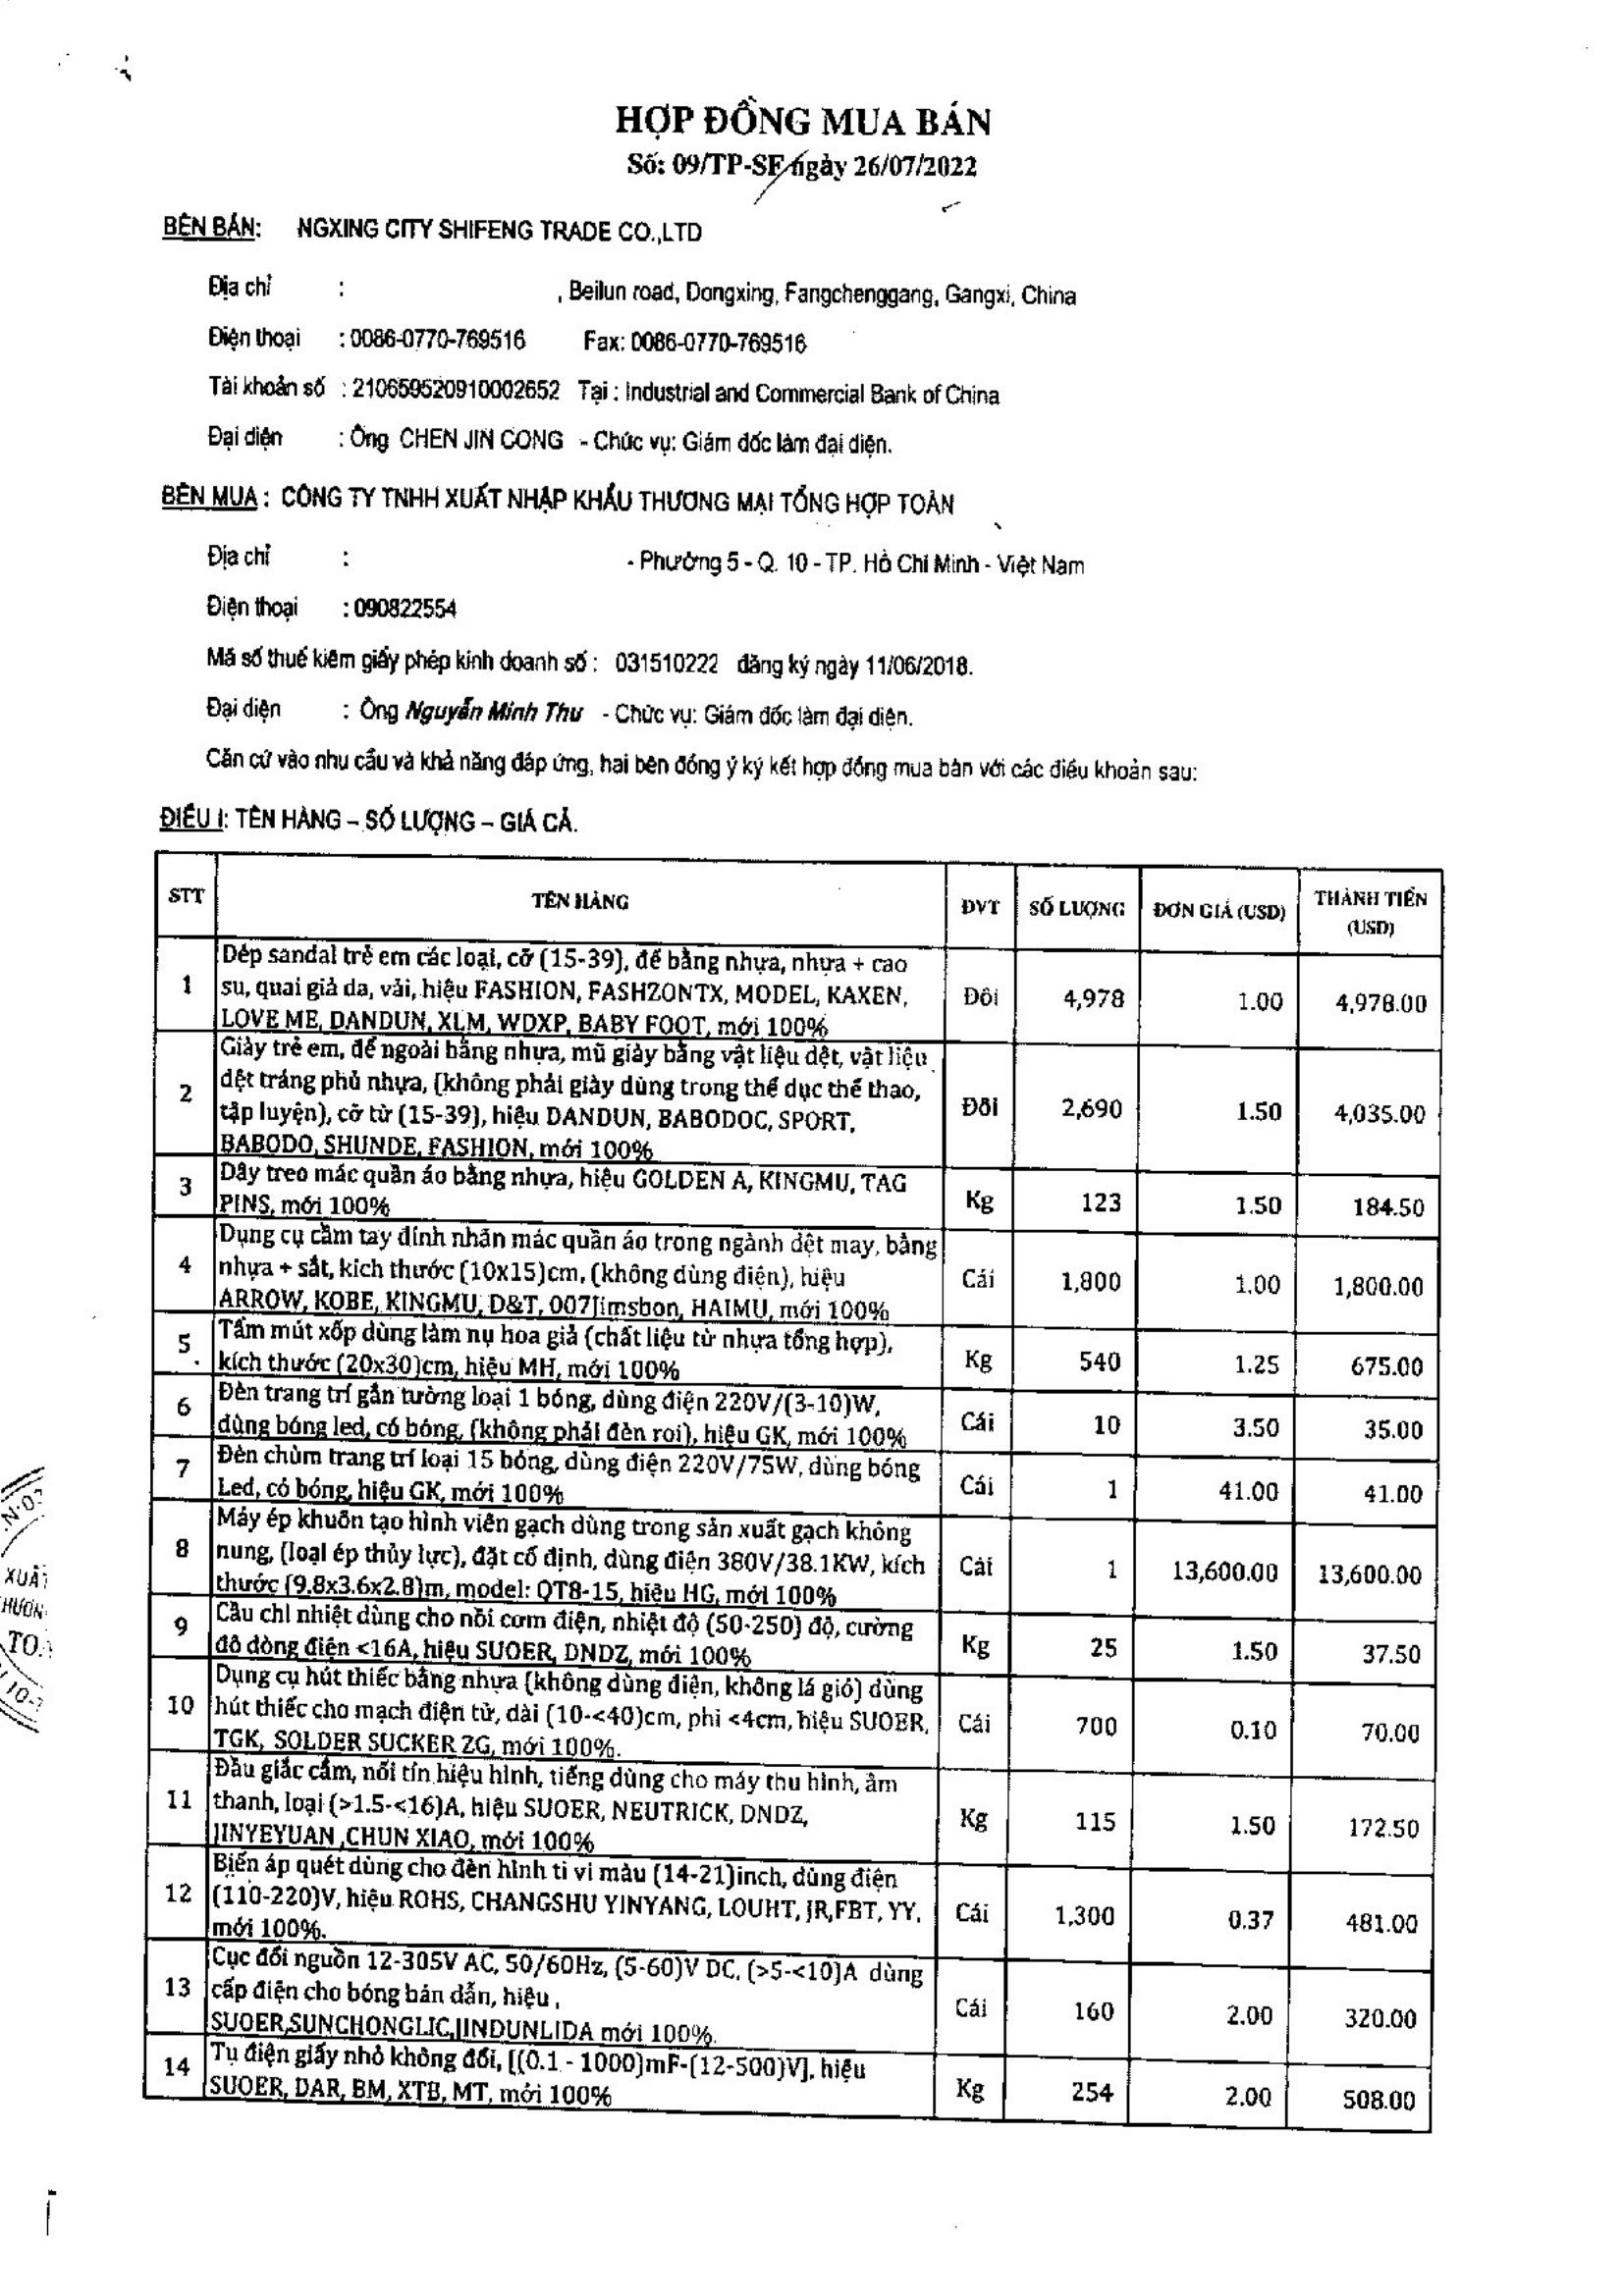 HỢP ĐỒNG MUA BÁN
Số: 09/TP-SF ngày 26/07/2022
BÊN BÁN: NGXING CITY SHIFENG TRADE CO.,LTD
Địa chỉ : , Beilun road, Dongxing, Fangchenggang, Gangxi, China
Điện thoại : 0086-0770-769516 Fax: 0086-0770-769516
Tài khoản số : 210659520910002652 Tại : Industrial and Commercial Bank of China
Đại diện : Ông CHEN JIN CONG - Chức vụ: Giám đốc làm đại diện.
BÊN MUA : CÔNG TY TNHH XUẤT NHẬP KHẨU THƯƠNG MẠI TỔNG HỢP TOÀN
Địa chỉ : - Phường 5 - Q. 10 - TP. Hồ Chí Minh - Việt Nam
Điện thoại : 090822554
Mã số thuế kiêm giấy phép kinh doanh số : 031510222 đăng ký ngày 11/06/2018.
Đại diện : Ông Nguyễn Minh Thu - Chức vụ: Giám đốc làm đại diện.
Căn cứ vào nhu cầu và khả năng đáp ứng, hai bên đồng ý ký kết hợp đồng mua bán với các điều khoản sau:
ĐIỀU I: TÊN HÀNG – SỐ LƯỢNG – GIÁ CẢ.
STT TÊN HÀNG ĐVT SỐ LƯỢNG ĐƠN GIÁ (USD) THÀNH TIỀN
(USD)
Dép sandal trẻ em các loại, cỡ (15-39), đế bằng nhựa, nhựa + cao
1 su, quai giả da, vải, hiệu FASHION, FASHZONTX, MODEL, KAXEN, Đôi 4,978 1.00 4,978.00
LOVE ME, DANDUN, XLM, WDXP, BABY FOOT, mới 100%
Giày trẻ em, đế ngoài bằng nhựa, mũ giày bằng vật liệu dệt, vật liệu
2 dệt tráng phủ nhựa, (không phải giày dùng trong thể dục thể thao, Đôi 2,690 1.50 4,035.00
tập luyện), cỡ từ (15-39), hiệu DANDUN, BABODOC, SPORT,
BABODO, SHUNDE, FASHION, mới 100%
3 Dây treo mác quần áo bằng nhựa, hiệu GOLDEN A, KINGMU, TAG Kg 123 1.50 184.50
PINS, mới 100%
Dụng cụ cầm tay đính nhãn mác quần áo trong ngành dệt may, bằng
4 nhựa + sắt, kích thước (10x15)cm, (không dùng điện), hiệu Cái 1,800 1.00 1,800.00
ARROW, KOBE, KINGMU, D&T, 007Jimsbon, HAIMU, mới 100%
5 Tấm mút xốp dùng làm nụ hoa giả (chất liệu từ nhựa tổng hợp), Kg 540 1.25 675.00
kích thước (20x30)cm, hiệu MH, mới 100%
6 Đèn trang trí gắn tường loại 1 bóng, dùng điện 220V/(3-10)W, Cái 10 3.50 35.00
dùng bóng led, có bóng, (không phải đèn rọi), hiệu GK, mới 100%
7 Đèn chùm trang trí loại 15 bóng, dùng điện 220V/75W, dùng bóng Cái 1 41.00 41.00
Led, có bóng, hiệu GK, mới 100%
Máy ép khuôn tạo hình viên gạch dùng trong sản xuất gạch không
8 nung, (loại ép thủy lực), đặt cố định, dùng điện 380V/38.1KW, kích Cái 1 13,600.00 13,600.00
thước (9.8x3.6x2.8)m, model: QT8-15, hiệu HG, mới 100%
9 Cầu chì nhiệt dùng cho nồi cơm điện, nhiệt độ (50-250) độ, cường Kg 25 1.50 37.50
độ dòng điện <16A, hiệu SUOER, DNDZ, mới 100%
Dụng cụ hút thiếc bằng nhựa (không dùng điện, không lá gió) dùng
10 hút thiếc cho mạch điện tử, dài (10-<40)cm, phi <4cm, hiệu SUOER, Cái 700 0.10 70.00
TGK, SOLDER SUCKER ZG, mới 100%.
Đầu giắc cắm, nối tín hiệu hình, tiếng dùng cho máy thu hình, âm
11 thanh, loại (>1.5-<16)A, hiệu SUOER, NEUTRICK, DNDZ, Kg 115 1.50 172.50
JINYEYUAN ,CHUN XIAO, mới 100%
Biến áp quét dùng cho đèn hình ti vi màu (14-21)inch, dùng điện
12 (110-220)V, hiệu ROHS, CHANGSHU YINYANG, LOUHT, JR,FBT, YY, Cái 1,300 0.37 481.00
mới 100%.
Cục đổi nguồn 12-305V AC, 50/60Hz, (5-60)V DC, (>5-<10)A dùng
13 cấp điện cho bóng bán dẫn, hiệu , Cái 160 2.00 320.00
SUOER,SUNCHONGLIC,JINDUNLIDA mới 100%.
14 Tụ điện giấy nhỏ không đổi, [(0.1 - 1000)mF-(12-500)V], hiệu Kg 254 2.00 508.00
SUOER, DAR, BM, XTB, MT, mới 100%
XUẤ
TO